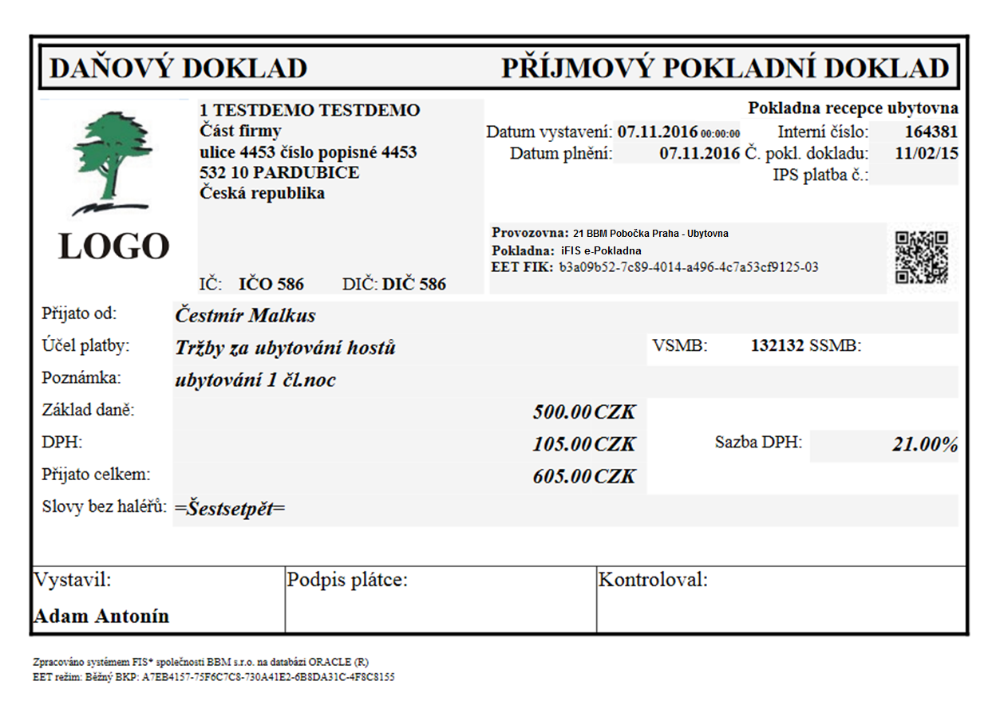 DAŇOVÝ DOKLAD PŘÍJMOVÝ POKLADNÍ DOKLAD
LOGO
1 TESTDEMO TESTDEMO
Část firmy
ulice 4453 číslo popisné 4453
532 10 PARDUBICE
Česká republika
IČ: IČO 586 DIČ: DIČ 586
Pokladna recepce ubytovna
Datum vystavení: 07.11.2016 00:00:00 Interní číslo: 164381
Datum plnění: 07.11.2016 Č. pokl. dokladu: 11/02/15
IPS platba č.:
Provozovna: 21 BBM Pobočka Praha - Ubytovna
Pokladna: iFIS e-Pokladna
EET FIK: b3a09b52-7c89-4014-a496-4c7a53cf9125-03
Přijato od: Čestmír Malkus
Účel platby: Tržby za ubytování hostů VSMB: 132132 SSMB:
Poznámka: ubytování 1 čl.noc
Základ daně: 500.00 CZK
DPH: 105.00 CZK Sazba DPH: 21.00%
Přijato celkem: 605.00 CZK
Slovy bez haléřů: =Šestsetpět=
Vystavil: Podpis plátce: Kontroloval:
Adam Antonín
Zpracováno systémem FIS* společnosti BBM s.r.o. na databázi ORACLE (R)
EET režim: Běžný BKP: A7EB4157-75F6C7C8-730A41E2-6B8DA31C-4F8C8155